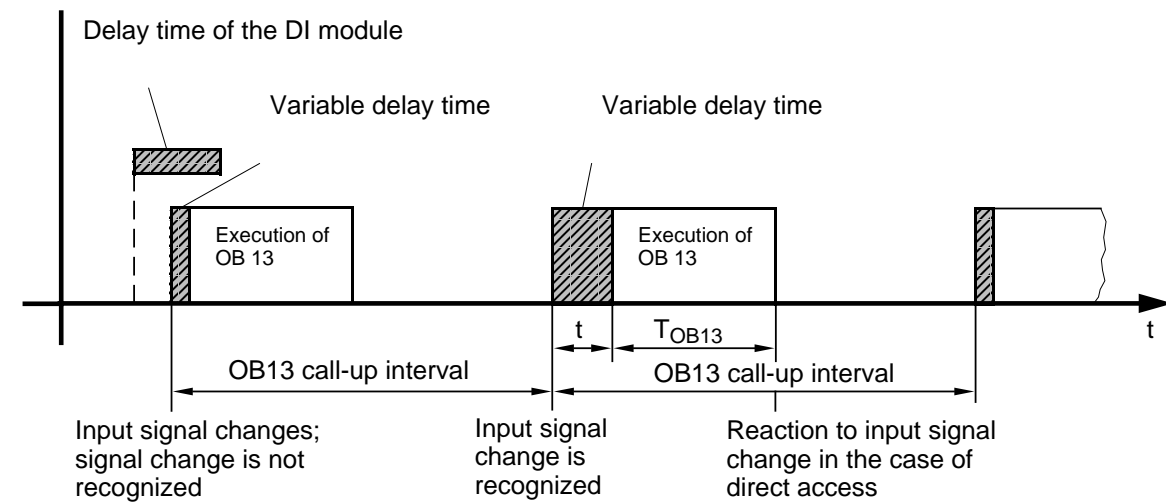 Delay time of the DI module
Variable delay time
Variable delay time
Execution of
OB 13
Execution of
OB 13
t
TOB13
t
OB13 call-up interval
OB13 call-up interval
Input signal changes;
signal change is not
recognized
Input signal
change is
recognized
Reaction to input signal
change in the case of
direct access